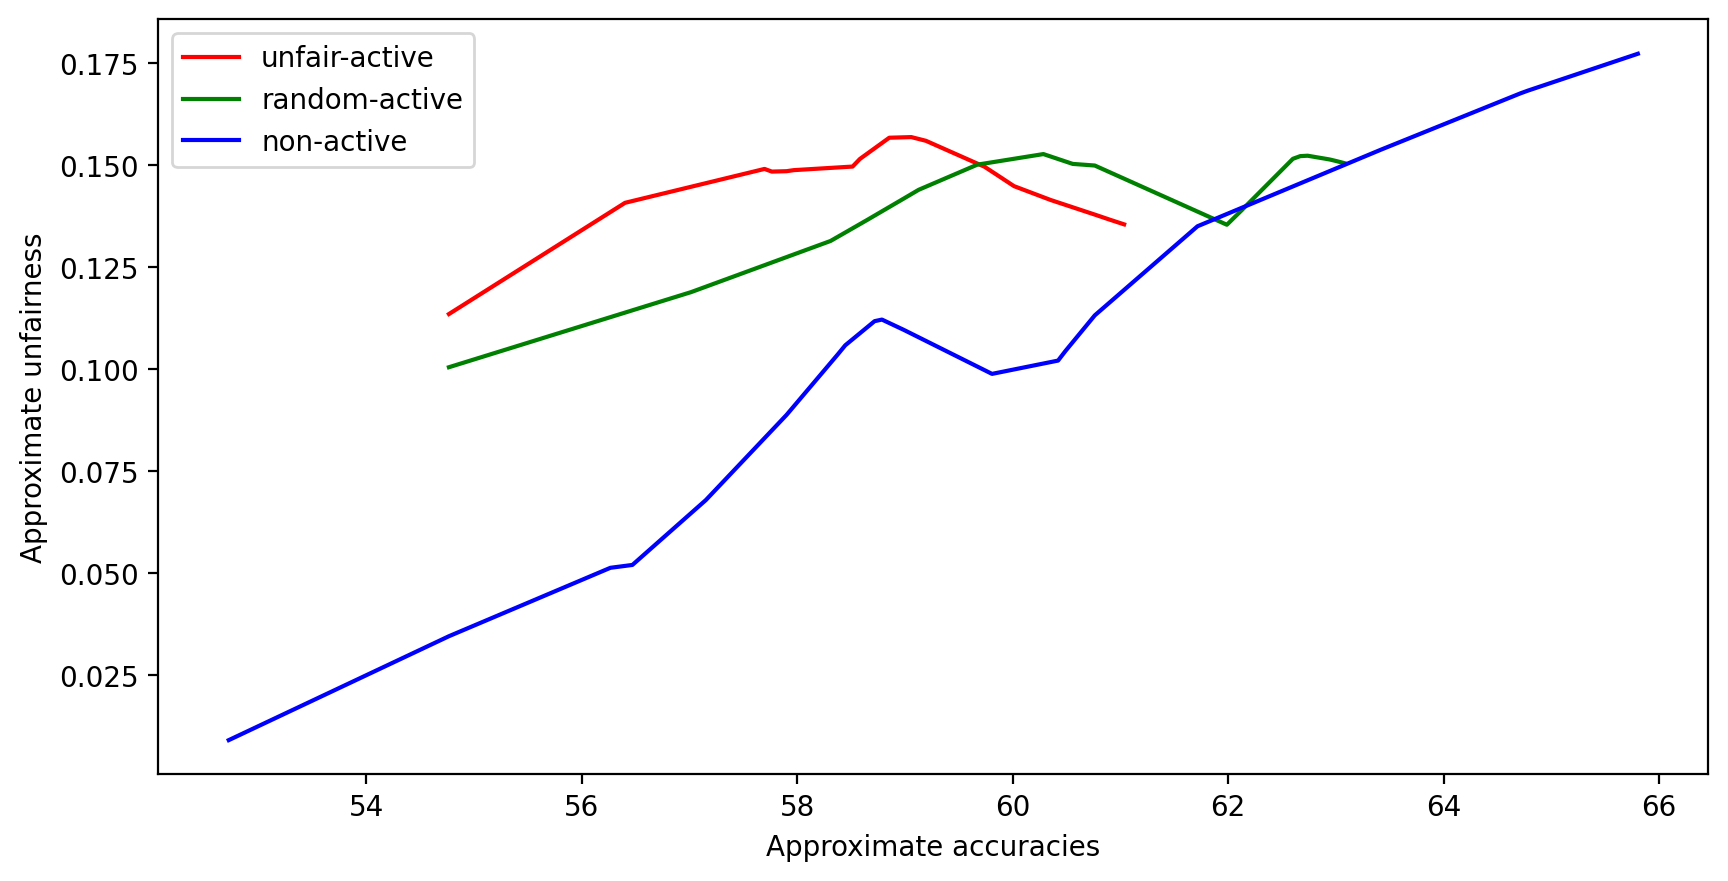 unfair-active
random-active
non-active
Approximate unfairness
0.175
0.150
0.125
0.100
0.075
0.050
0.025
54 56 58 60 62 64 66
Approximate accuracies